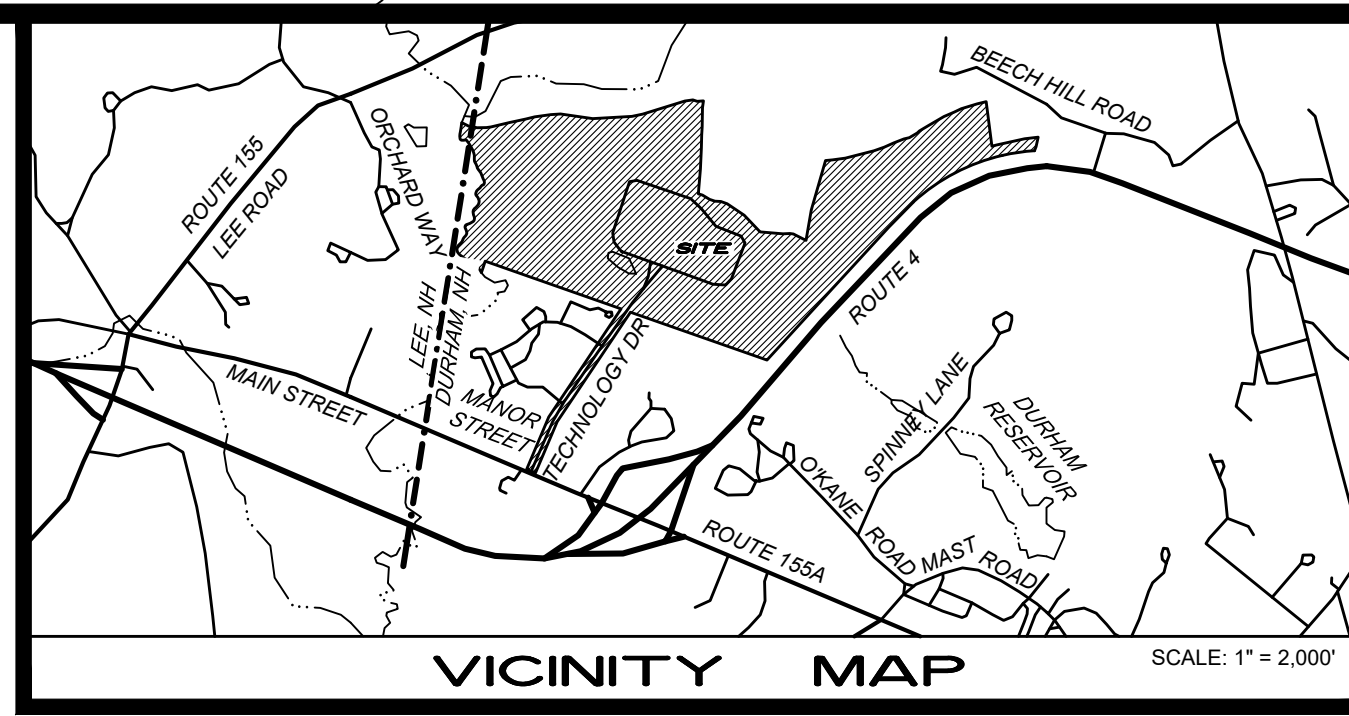 BEECH HILL ROAD
ORCHARD WAY
ROUTE 155
LEE ROAD
SITE
ROUTE 4
LEE, NH
DURHAM, NH
MAIN STREET
MANOR
STREET
TECHNOLOGY DR
SPINNEY LANE
DURHAM
RESERVOIR
O'KANE ROAD
MAST ROAD
ROUTE 155A
VICINITY MAP
SCALE: 1" = 2,000'